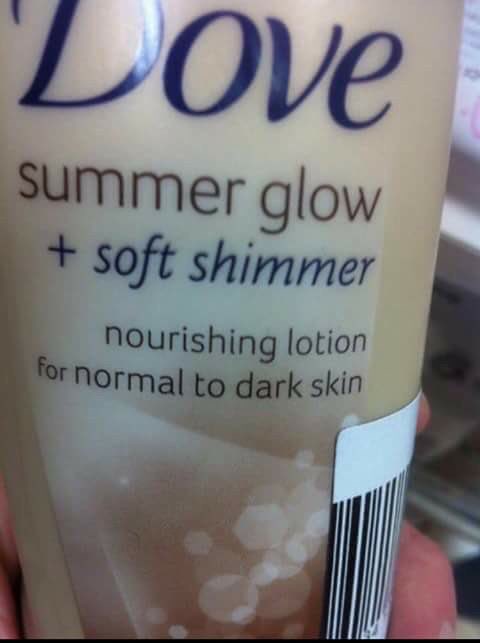 Dove
summer glow
+ soft shimmer
nourishing lotion
for normal to dark skin